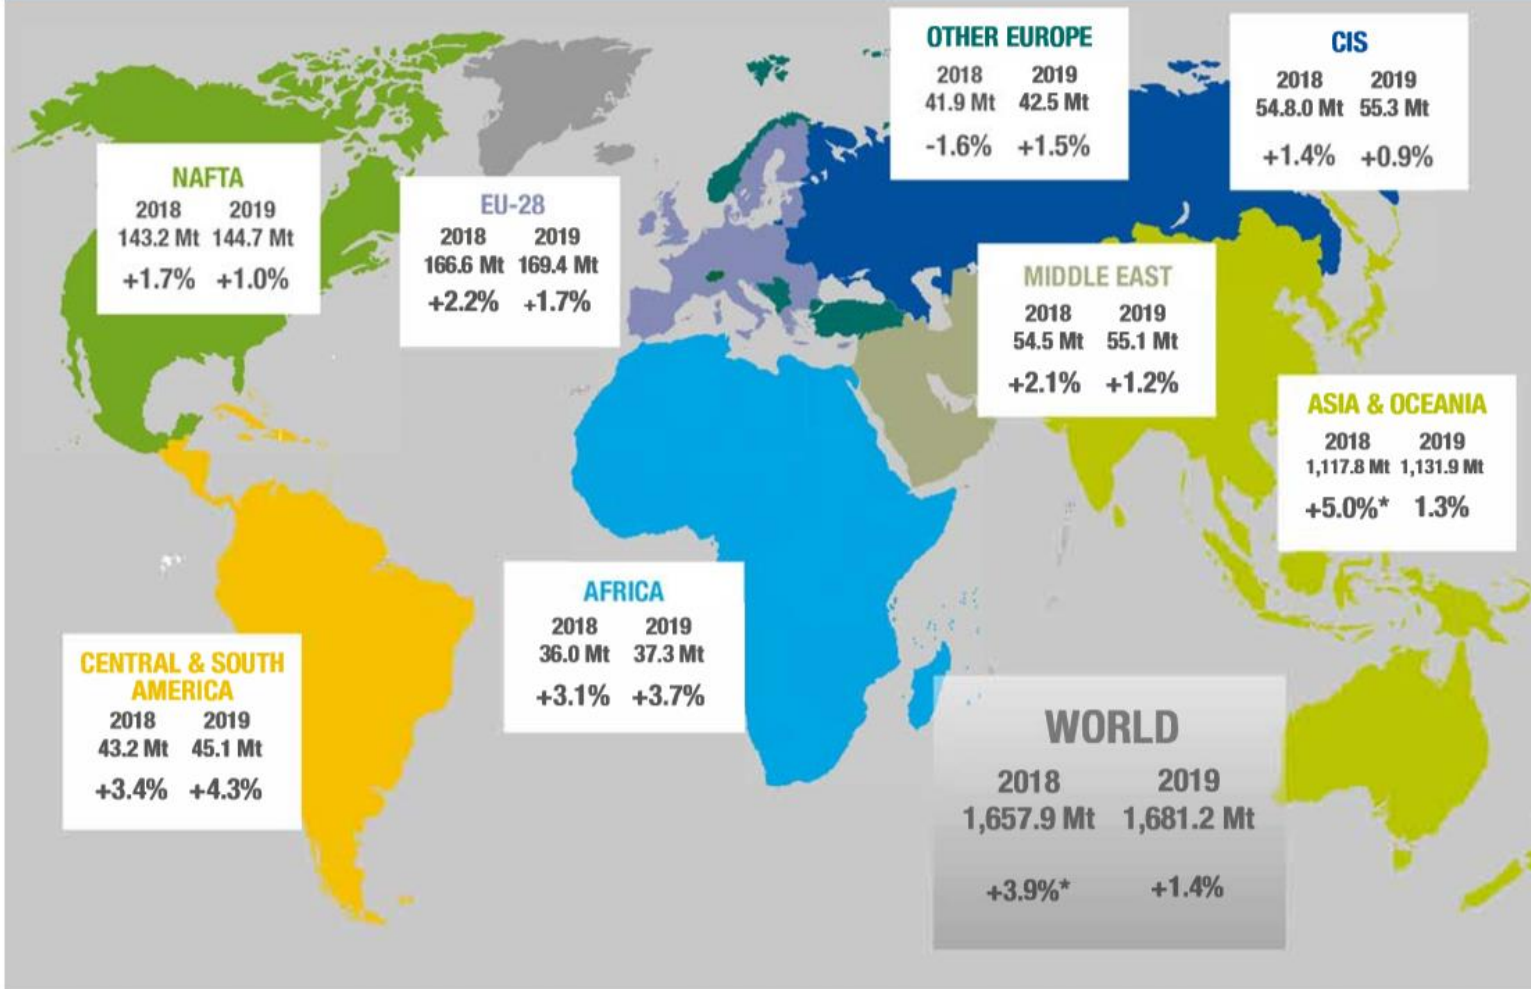 OTHER EUROPE
2018 2019
41.9 Mt 42.5 Mt
-1.6% +1.5%
CIS
2018 2019
54.8.0 Mt 55.3 Mt
+1.4% +0.9%
NAFTA
2018 2019
143.2 Mt 144.7 Mt
+1.7% +1.0%
EU-28
2018 2019
166.6 Mt 169.4 Mt
+2.2% +1.7%
MIDDLE EAST
2018 2019
54.5 Mt 55.1 Mt
+2.1% +1.2%
ASIA & OCEANIA
2018 2019
1,117.8 Mt 1,131.9 Mt
+5.0%* 1.3%
AFRICA
2018 2019
36.0 Mt 37.3 Mt
+3.1% +3.7%
CENTRAL & SOUTH
AMERICA
2018 2019
43.2 Mt 45.1 Mt
+3.4% +4.3%
WORLD
2018 2019
1,657.9 Mt 1,681.2 Mt
+3.9%* +1.4%